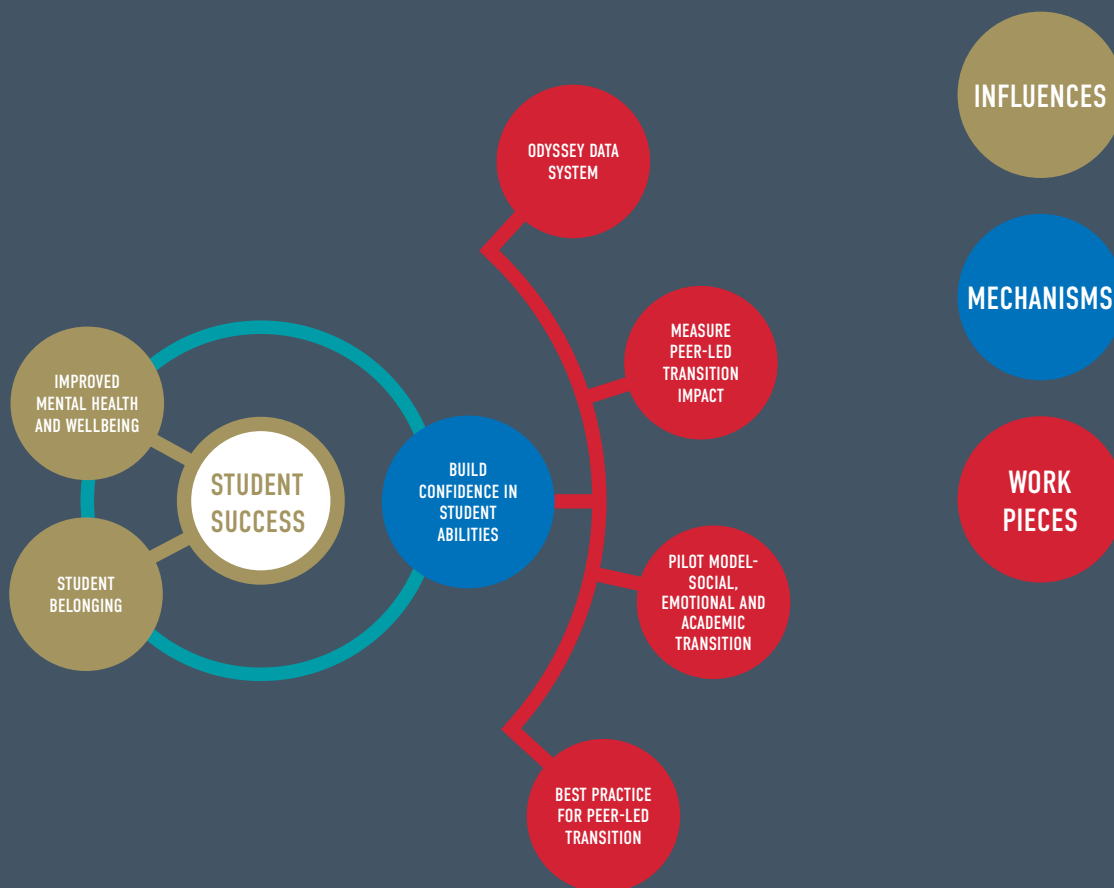 INFLUENCES
MECHANISMS
WORK
PIECES
ODYSSEY DATA
SYSTEM
MEASURE
PEER-LED
TRANSITION
IMPACT
IMPROVED
MENTAL HEALTH
AND WELLBEING
STUDENT
SUCCESS
BUILD
CONFIDENCE IN
STUDENT
ABILITIES
STUDENT
BELONGING
PILOT MODEL-
SOCIAL,
EMOTIONAL AND
ACADEMIC
TRANSITION
BEST PRACTICE
FOR PEER-LED
TRANSITION